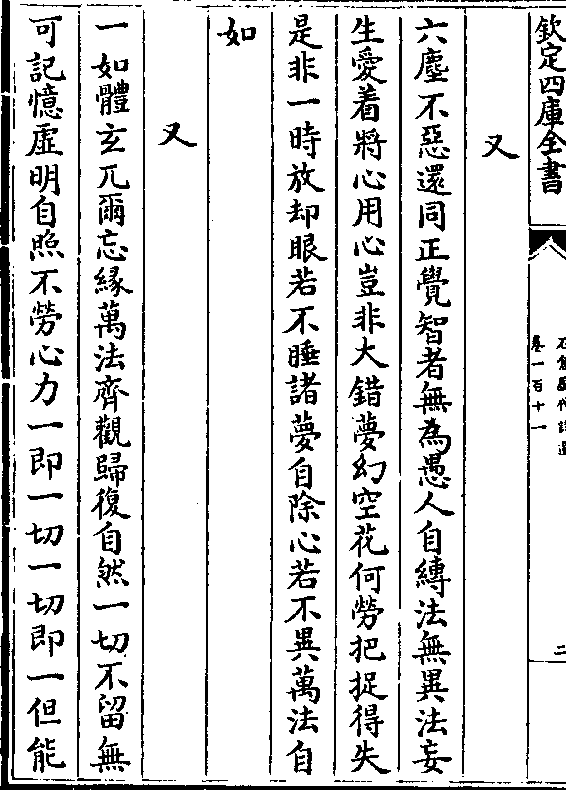 欽定四庫全書
卷一百十一
二
又
六塵不惡還同正覺智者無為愚人自縛法無異法妄
生愛着將心用心豈非大錯夢幻空花何勞把捉得失
是非一時放却眼若不睡諸夢自除心若不異萬法自
如
又
一如體玄兀爾忘緣萬法齊觀歸復自然一切不留無
可記憶虛明自照不勞心力一即一切一切即一但能